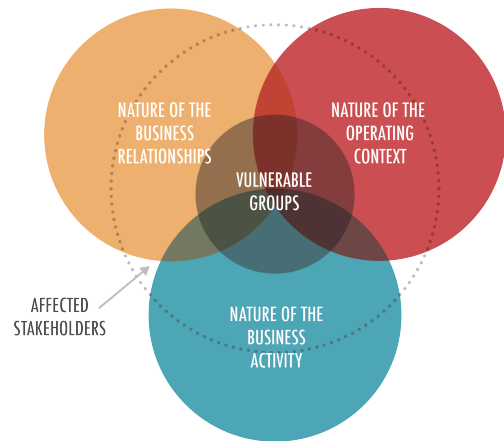 NATURE OF THE
BUSINESS
RELATIONSHIPS
NATURE OF THE
OPERATING
CONTEXT
VULNERABLE
GROUPS
AFFECTED
STAKEHOLDERS
NATURE OF THE
BUSINESS
ACTIVITY